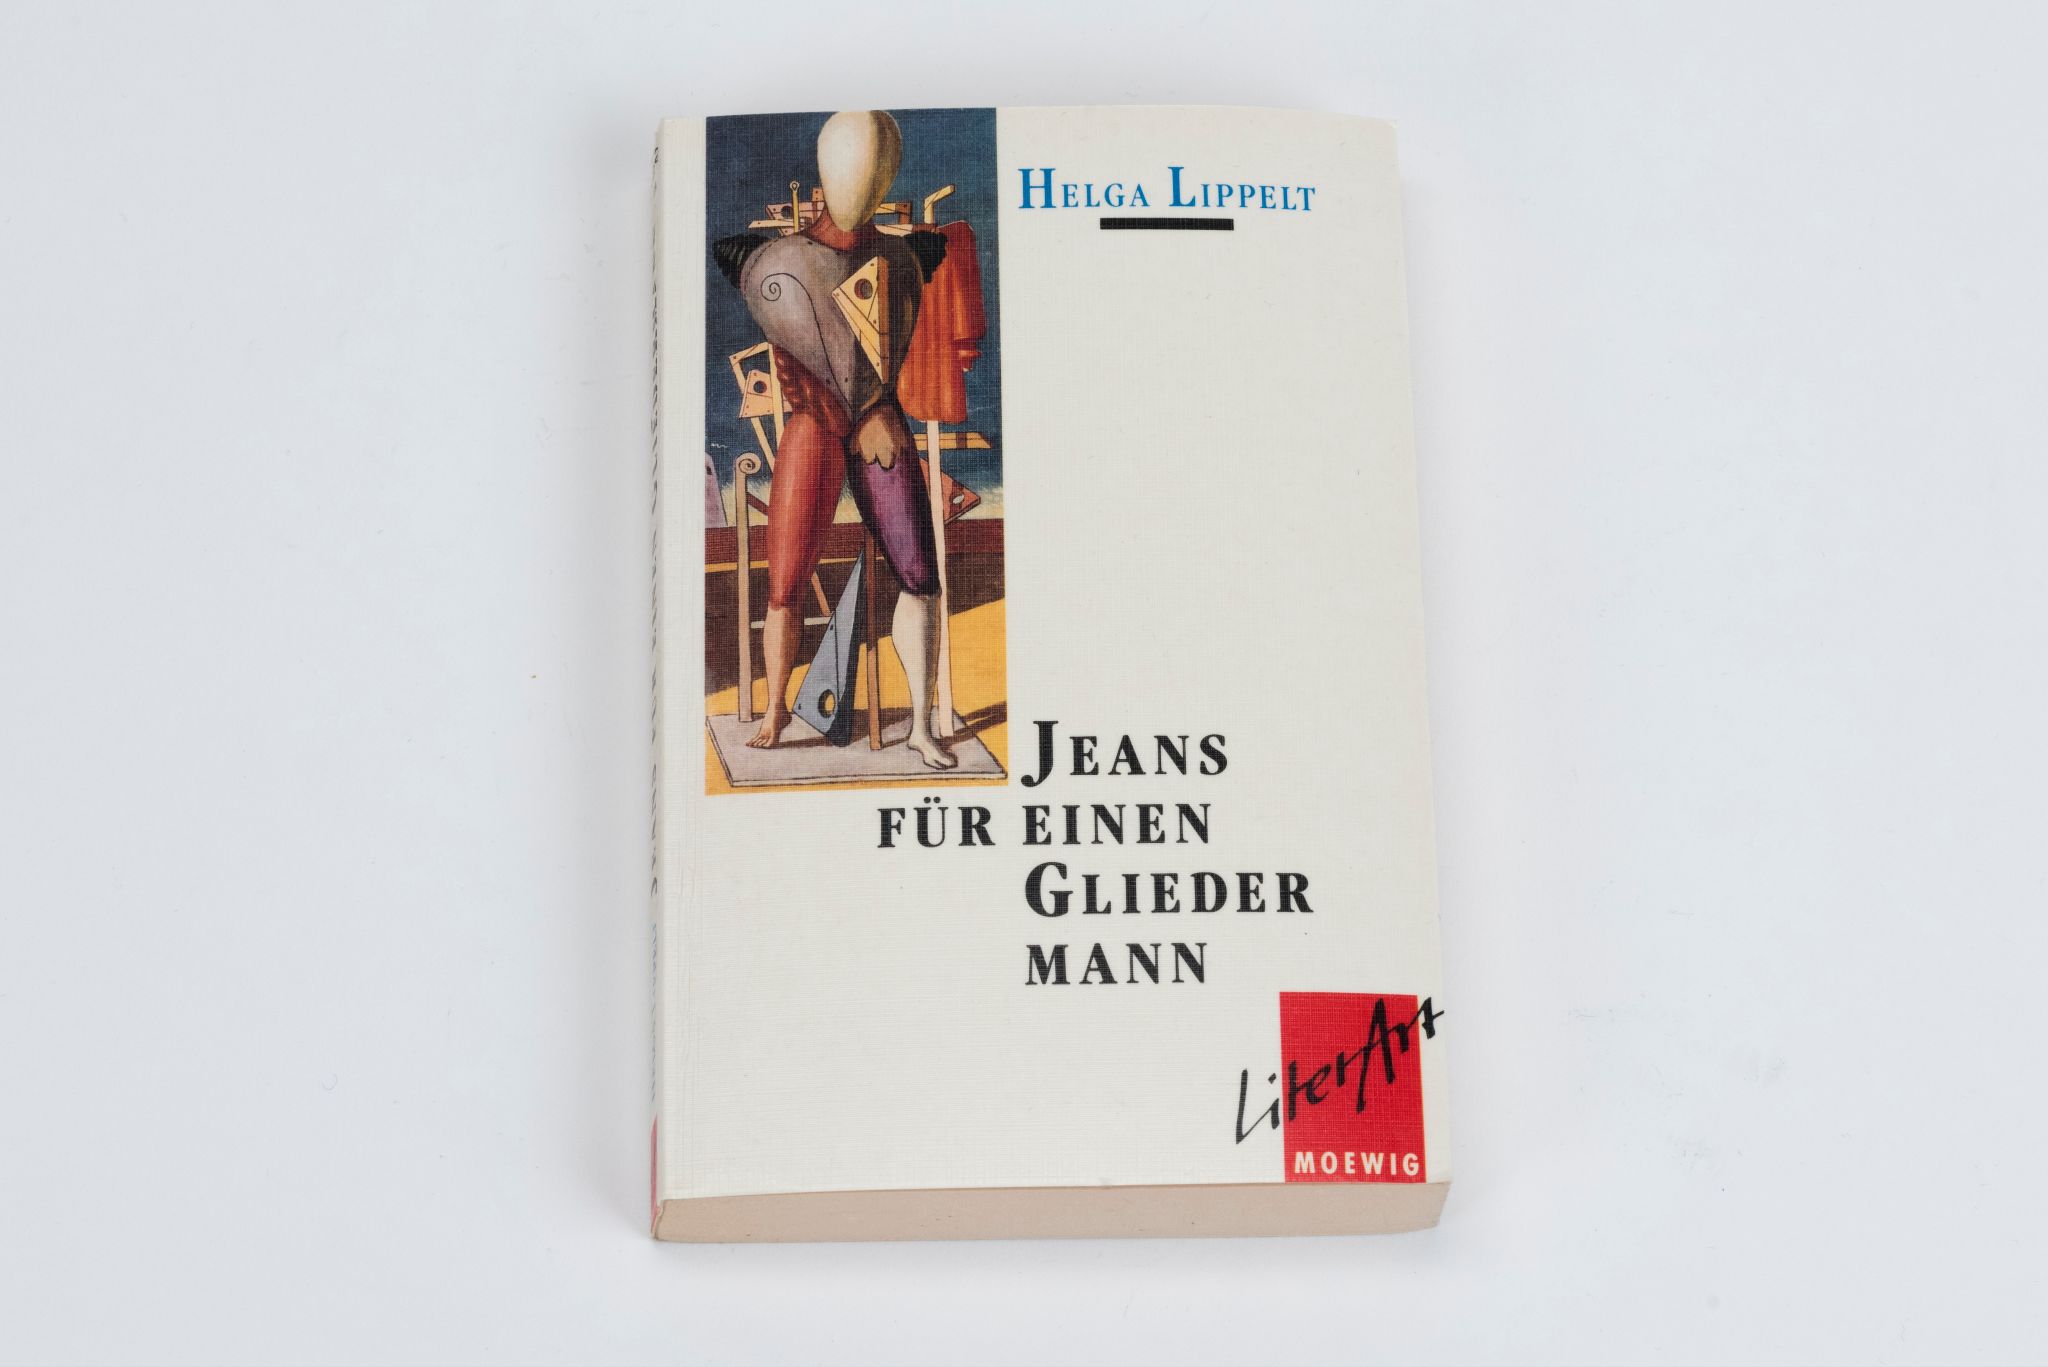 HELGA LIPPELT
JEANS
FÜR EINEN
GLIEDER
MANN
LiterArt
MOEWIG